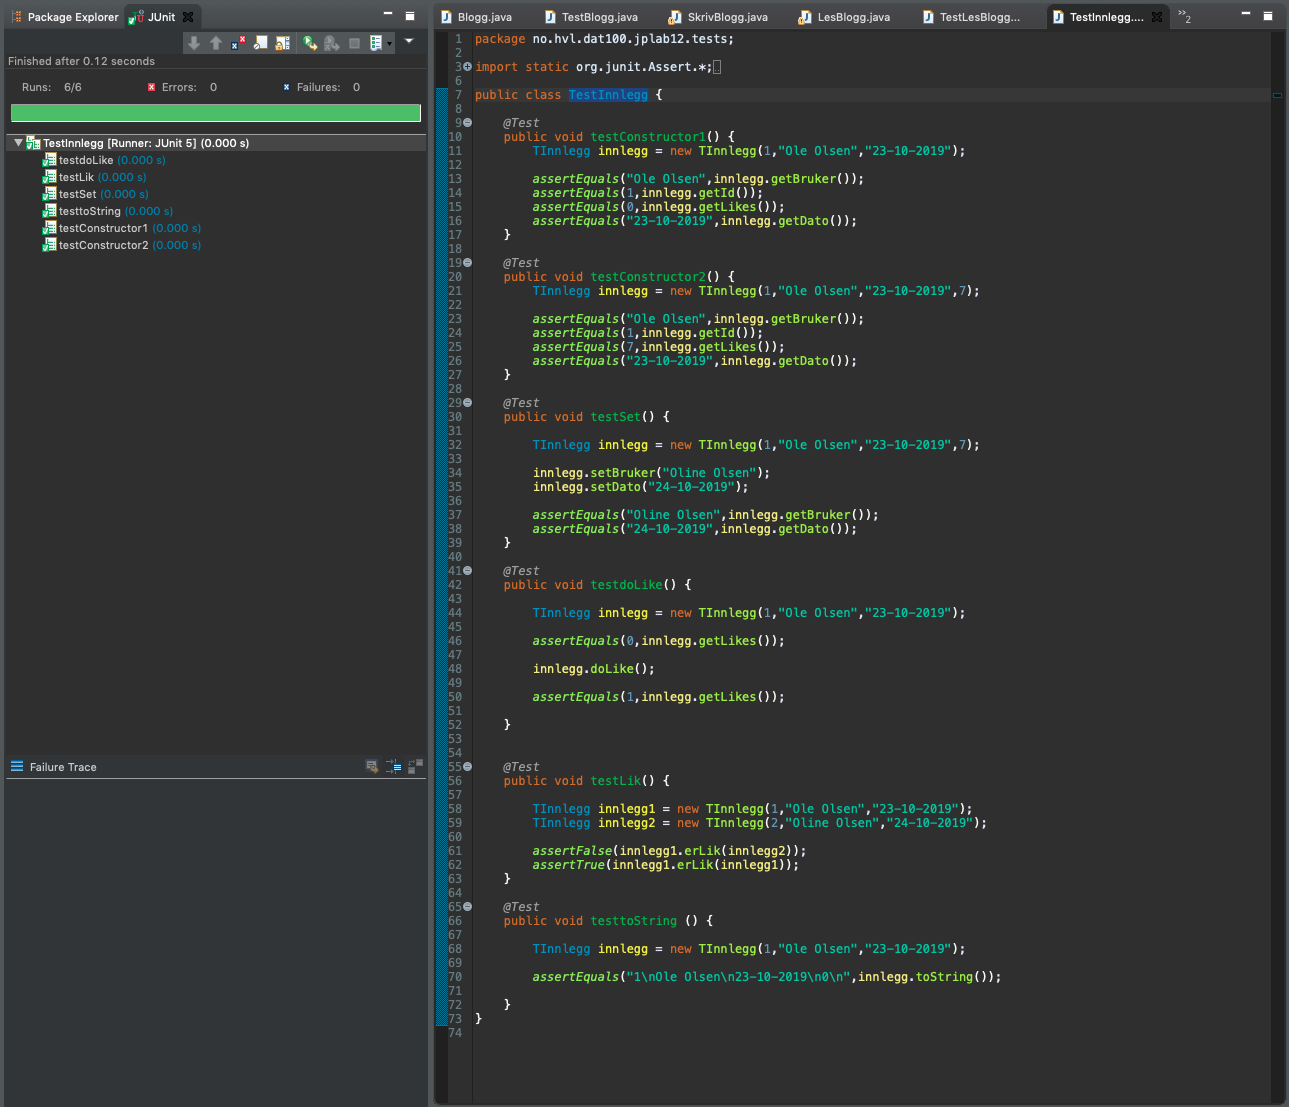 Package Explorer JUnit
Finished after 0.12 seconds
Runs: 6/6 Errors: 0 Failures: 0
TestInnlegg [Runner: JUnit 5] (0.000 s)
testdoLike (0.000 s)
testLik (0.000 s)
testSet (0.000 s)
testtoString (0.000 s)
testConstructor1 (0.000 s)
testConstructor2 (0.000 s)
Failure Trace
Blogg.java TestBlogg.java SkrivBlogg.java LesBlogg.java TestLesBlogg... TestInnlegg.... »2
1 package no.hvl.dat100.jplab12.tests;
2
3 import static org.junit.Assert.*;
6
7 public class TestInnlegg {
8
9 @Test
10 public void testConstructor1() {
11 TInnlegg innlegg = new TInnlegg(1,"Ole Olsen","23-10-2019");
12
13 assertEquals("Ole Olsen",innlegg.getBruker());
14 assertEquals(1,innlegg.getId());
15 assertEquals(0,innlegg.getLikes());
16 assertEquals("23-10-2019",innlegg.getDato());
17 }
18
19 @Test
20 public void testConstructor2() {
21 TInnlegg innlegg = new TInnlegg(1,"Ole Olsen","23-10-2019",7);
22
23 assertEquals("Ole Olsen",innlegg.getBruker());
24 assertEquals(1,innlegg.getId());
25 assertEquals(7,innlegg.getLikes());
26 assertEquals("23-10-2019",innlegg.getDato());
27 }
28
29 @Test
30 public void testSet() {
31
32 TInnlegg innlegg = new TInnlegg(1,"Ole Olsen","23-10-2019",7);
33
34 innlegg.setBruker("Oline Olsen");
35 innlegg.setDato("24-10-2019");
36
37 assertEquals("Oline Olsen",innlegg.getBruker());
38 assertEquals("24-10-2019",innlegg.getDato());
39 }
40
41 @Test
42 public void testdoLike() {
43
44 TInnlegg innlegg = new TInnlegg(1,"Ole Olsen","23-10-2019");
45
46 assertEquals(0,innlegg.getLikes());
47
48 innlegg.doLike();
49
50 assertEquals(1,innlegg.getLikes());
51
52 }
53
54
55 @Test
56 public void testLik() {
57
58 TInnlegg innlegg1 = new TInnlegg(1,"Ole Olsen","23-10-2019");
59 TInnlegg innlegg2 = new TInnlegg(2,"Oline Olsen","24-10-2019");
60
61 assertFalse(innlegg1.erLik(innlegg2));
62 assertTrue(innlegg1.erLik(innlegg1));
63 }
64
65 @Test
66 public void testtoString () {
67
68 TInnlegg innlegg = new TInnlegg(1,"Ole Olsen","23-10-2019");
69
70 assertEquals("1\nOle Olsen\n23-10-2019\n0\n",innlegg.toString());
71
72 }
73 }
74